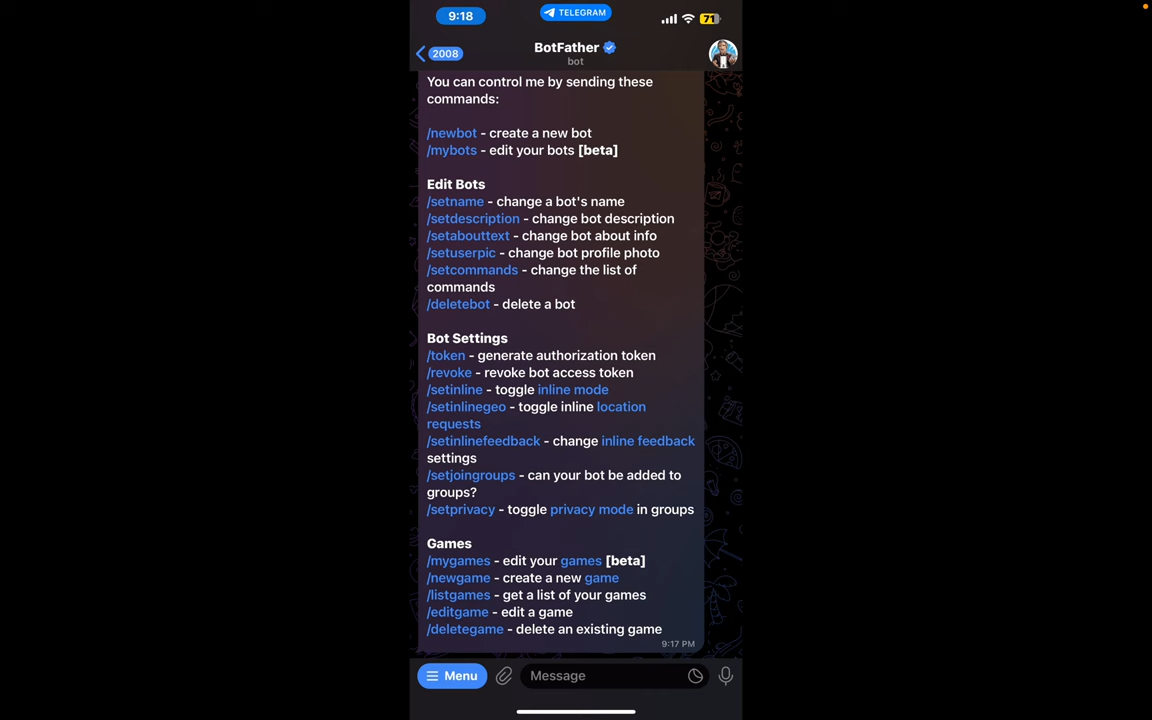 9:18
TELEGRAM
71
2008
BotFather
bot
You can control me by sending these
commands:
/newbot - create a new bot
/mybots - edit your bots [beta]
Edit Bots
/setname - change a bot's name
/setdescription - change bot description
/setabouttext - change bot about info
/setuserpic - change bot profile photo
/setcommands - change the list of
commands
/deletebot - delete a bot
Bot Settings
/token - generate authorization token
/revoke - revoke bot access token
/setinline - toggle inline mode
/setinlinegeo - toggle inline location
requests
/setinlinefeedback - change inline feedback
settings
/setjoingroups - can your bot be added to
groups?
/setprivacy - toggle privacy mode in groups
Games
/mygames - edit your games [beta]
/newgame - create a new game
/listgames - get a list of your games
/editgame - edit a game
/deletegame - delete an existing game
9:17 PM
Menu
Message